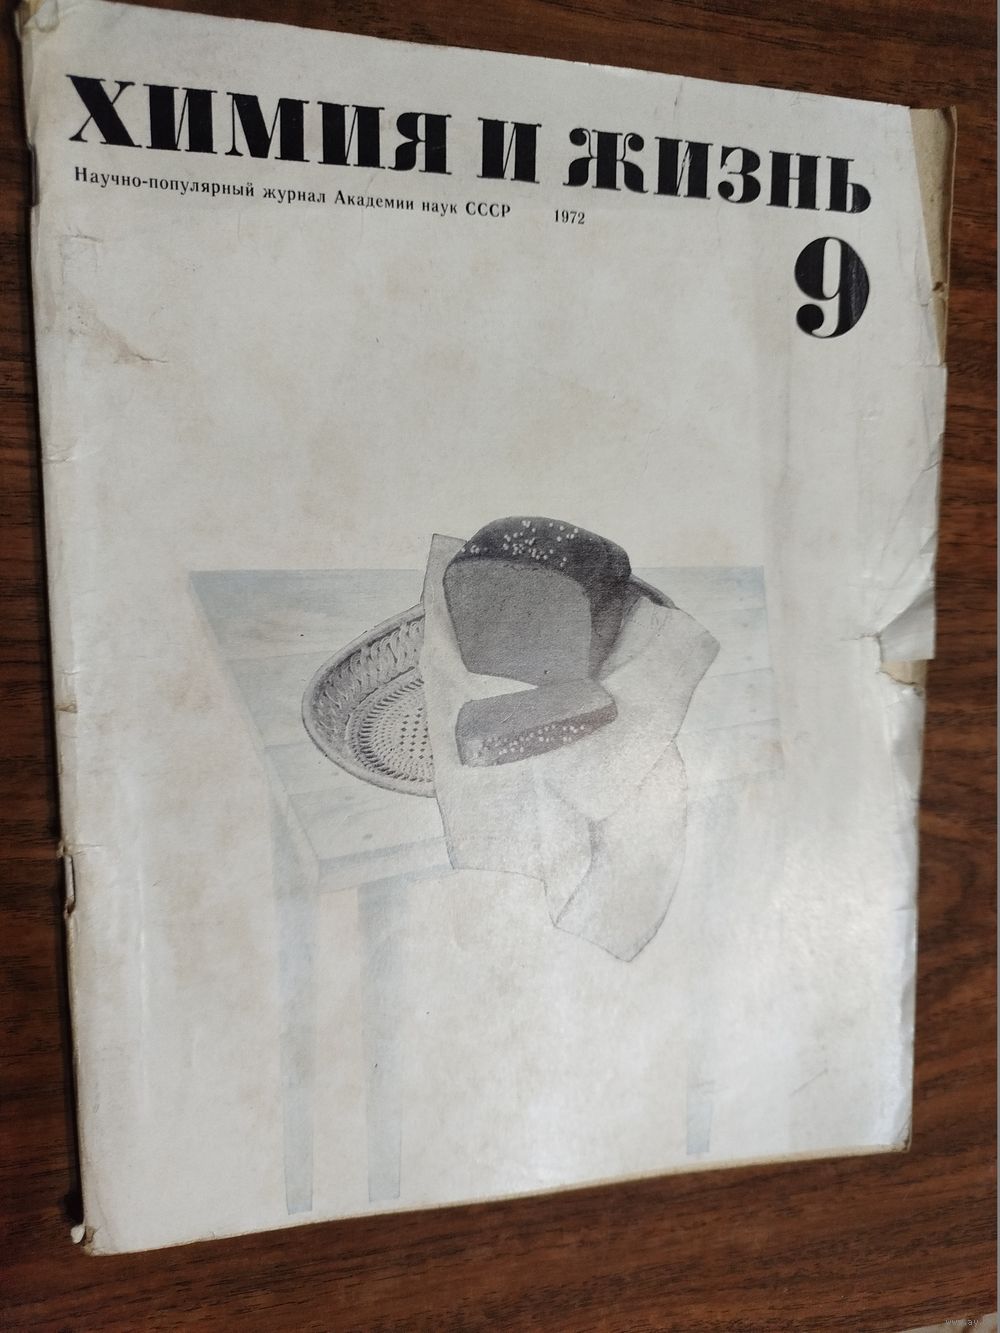 ХИМИЯ И ЖИЗНЬ
Научно-популярный журнал Академии наук СССР 1972
9